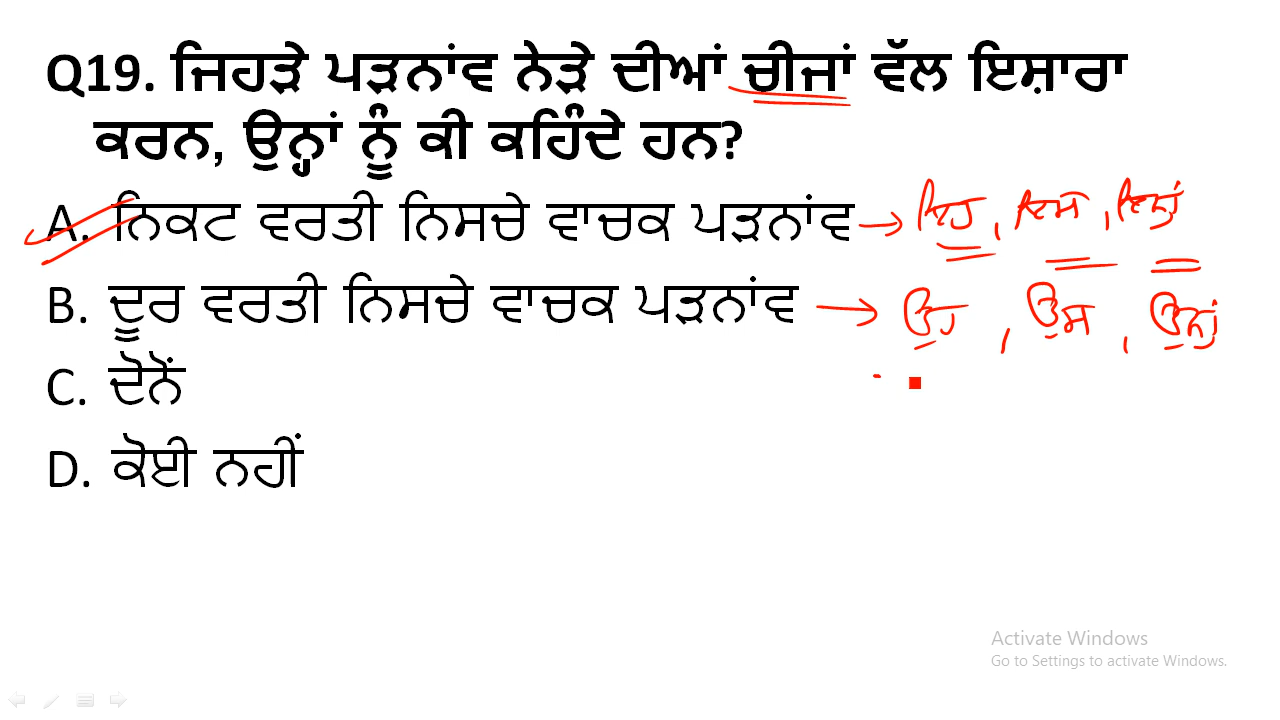 Q19. ਜਿਹੜੇ ਪੜਨਾਂਵ ਨੇੜੇ ਦੀਆਂ ਚੀਜਾਂ ਵੱਲ ਇਸ਼ਾਰਾ
ਕਰਨ, ਉਨ੍ਹਾਂ ਨੂੰ ਕੀ ਕਹਿੰਦੇ ਹਨ?
A. ਨਿਕਟ ਵਰਤੀ ਨਿਸਚੇ ਵਾਚਕ ਪੜਨਾਂਵ → ਇਹ, ਇਸ, ਇਨ੍ਹਾਂ
B. ਦੂਰ ਵਰਤੀ ਨਿਸਚੇ ਵਾਚਕ ਪੜਨਾਂਵ → ਉਹ, ਉਸ, ਉਨ੍ਹਾਂ
C. ਦੋਨੋਂ
D. ਕੋਈ ਨਹੀਂ
Activate Windows
Go to Settings to activate Windows.